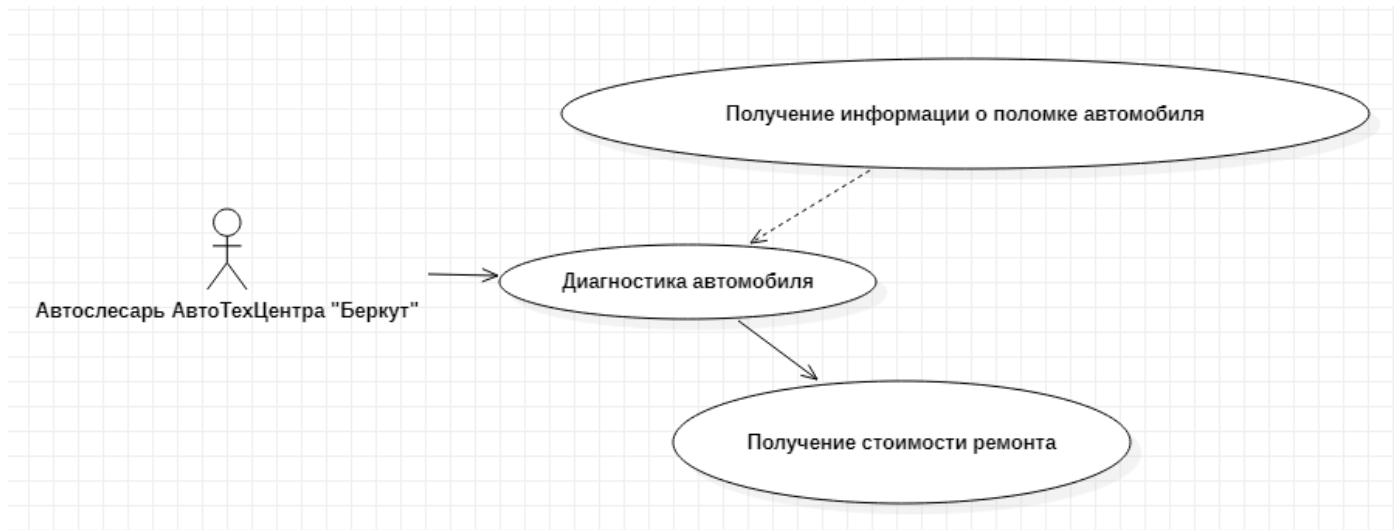 Получение информации о поломке автомобиля
Диагностика автомобиля
Автослесарь АвтоТехЦентра "Беркут"
Получение стоимости ремонта